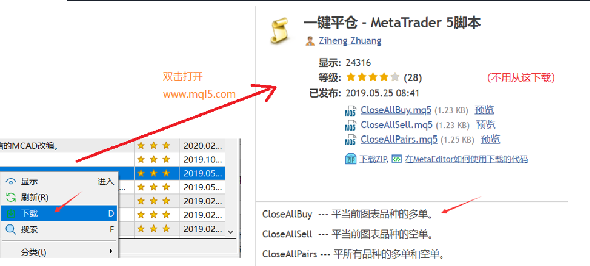 一键平仓 - MetaTrader 5脚本
Ziheng Zhuang
双击打开
www.mql5.com
显示: 24316
等级: (28)
(不用从这下载)
已发布: 2019.05.25 08:41
CloseAllBuy.mq5 (1.23 KB) 预览
CloseAllSell.mq5 (1.23 KB) 预览
CloseAllPairs.mq5 (1.25 KB) 预览
下载ZIP, 在MetaEditor如何使用下载的代码
的MCAD改编。 2020.02...
2019.10...
显示 进入 2019.05...
刷新(R) 2019.05...
下载 D 2019.05...
搜索 F 2019.02...
分类(I)
CloseAllBuy --- 平当前图表品种的多单。
CloseAllSell --- 平当前图表品种的空单。
CloseAllPairs --- 平所有品种的多单和空单。